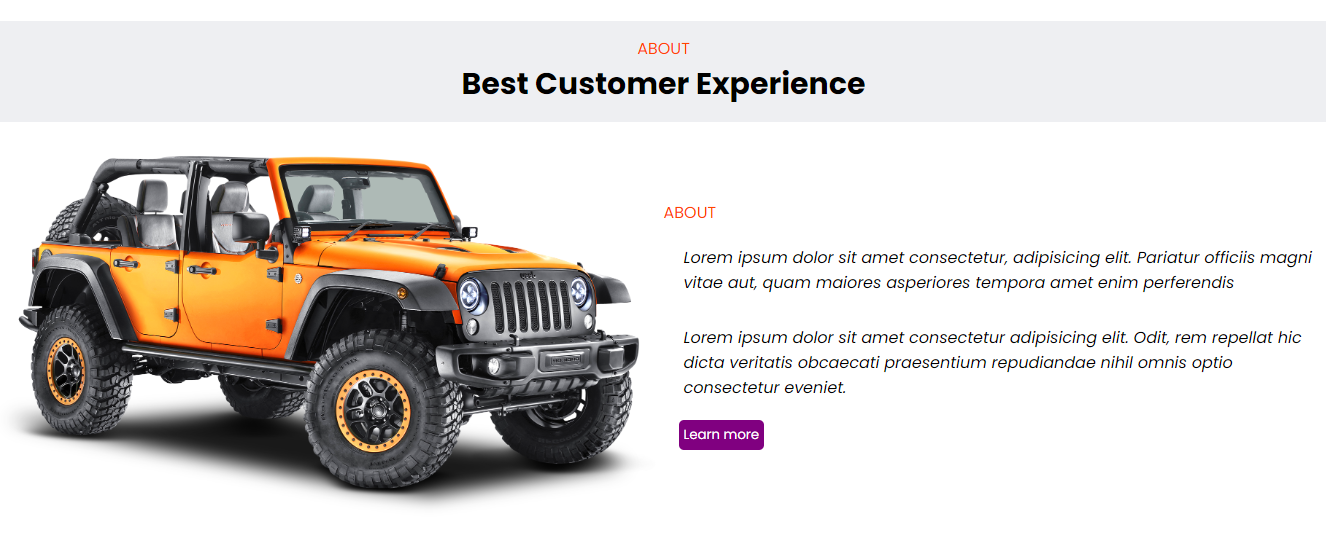 ABOUT
Best Customer Experience
ABOUT
Lorem ipsum dolor sit amet consectetur, adipisicing elit. Pariatur officiis magni
vitae aut, quam maiores asperiores tempora amet enim perferendis
Lorem ipsum dolor sit amet consectetur adipisicing elit. Odit, rem repellat hic
dicta veritatis obcaecati praesentium repudiandae nihil omnis optio
consectetur eveniet.
Learn more